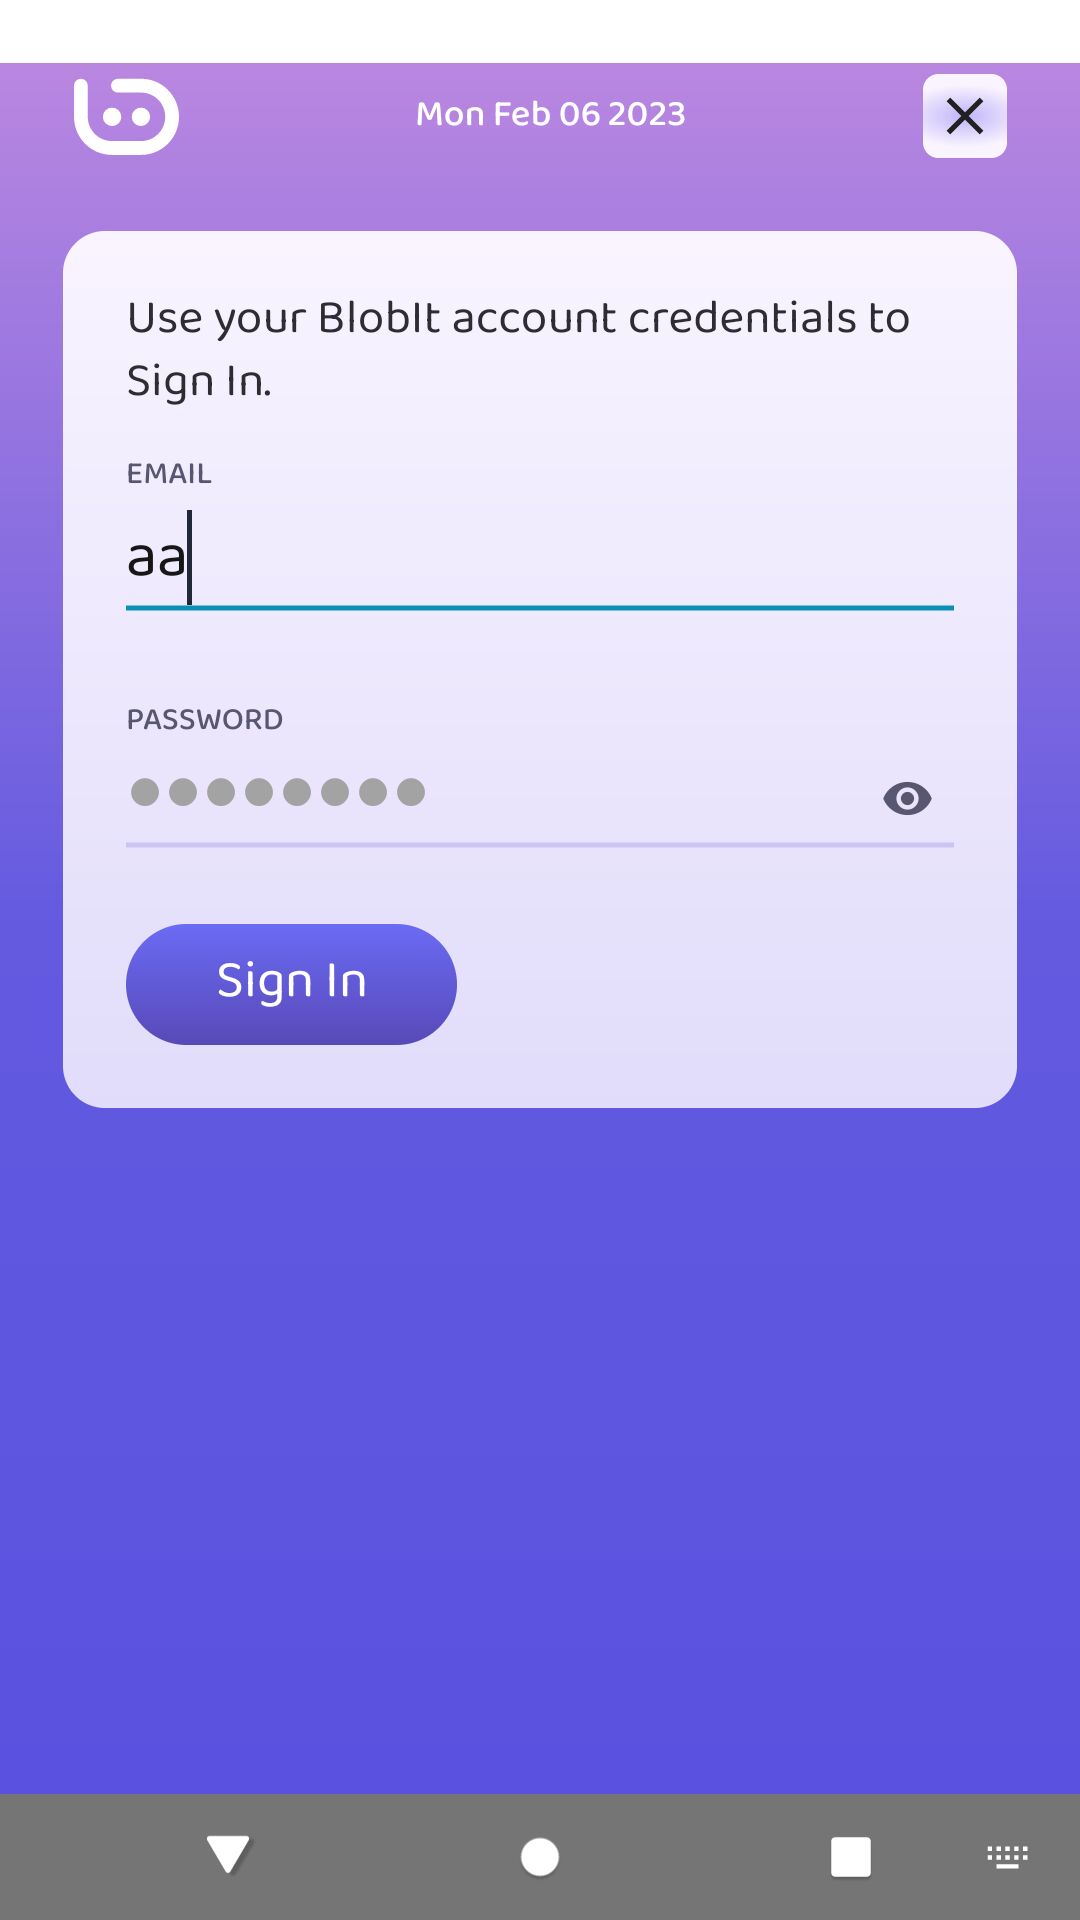 Mon Feb 06 2023
Use your BlobIt account credentials to
Sign In.
EMAIL
aa
PASSWORD
Sign In